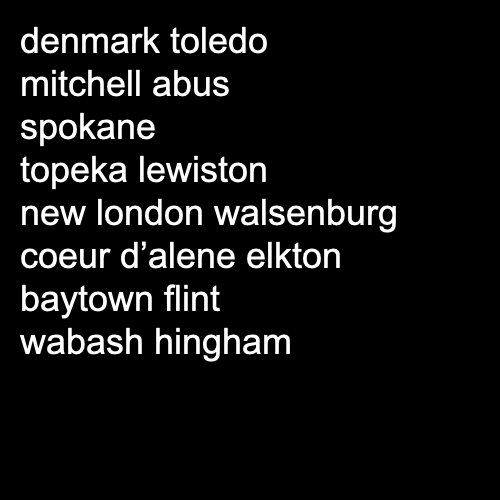 denmark toledo
mitchell abus
spokane
topeka lewiston
new london walsenburg
coeur d’alene elkton
baytown flint
wabash hingham